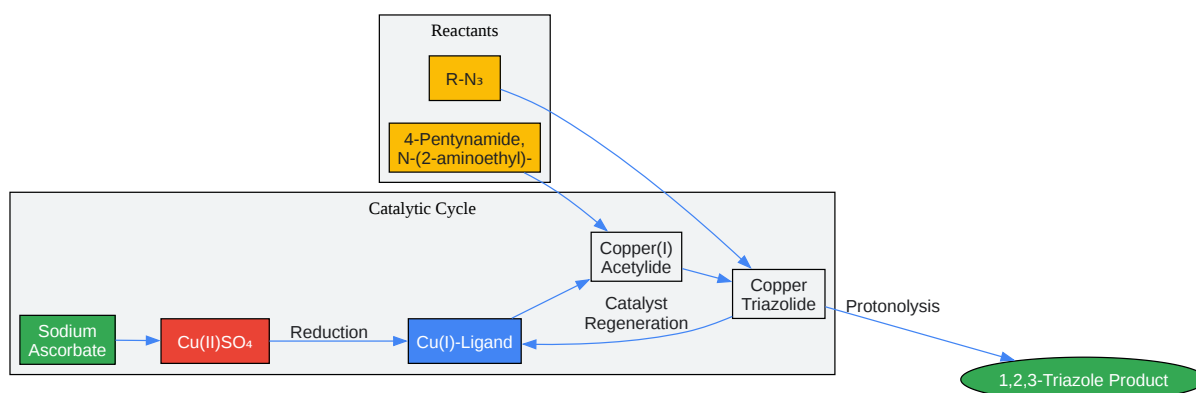 Reactants
R-N₃
4-Pentynamide,
N-(2-aminoethyl)-
Catalytic Cycle
Copper(I)
Acetylide
Copper
Triazolide
Catalyst
Regeneration
Protonolysis
Sodium
Ascorbate
Cu(II)SO₄
Reduction
Cu(I)-Ligand
1,2,3-Triazole Product